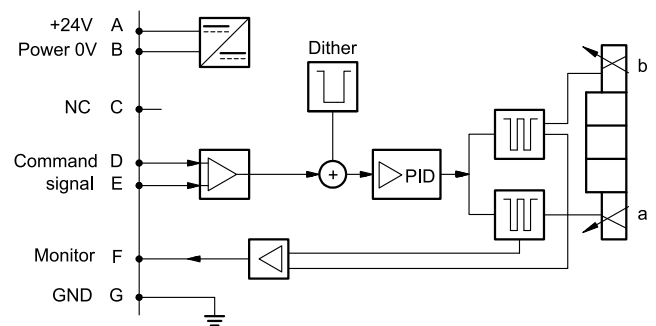 +24V A
Power 0V B
Dither
b
NC C
Command D
signal E
+
PID
a
Monitor F
GND G